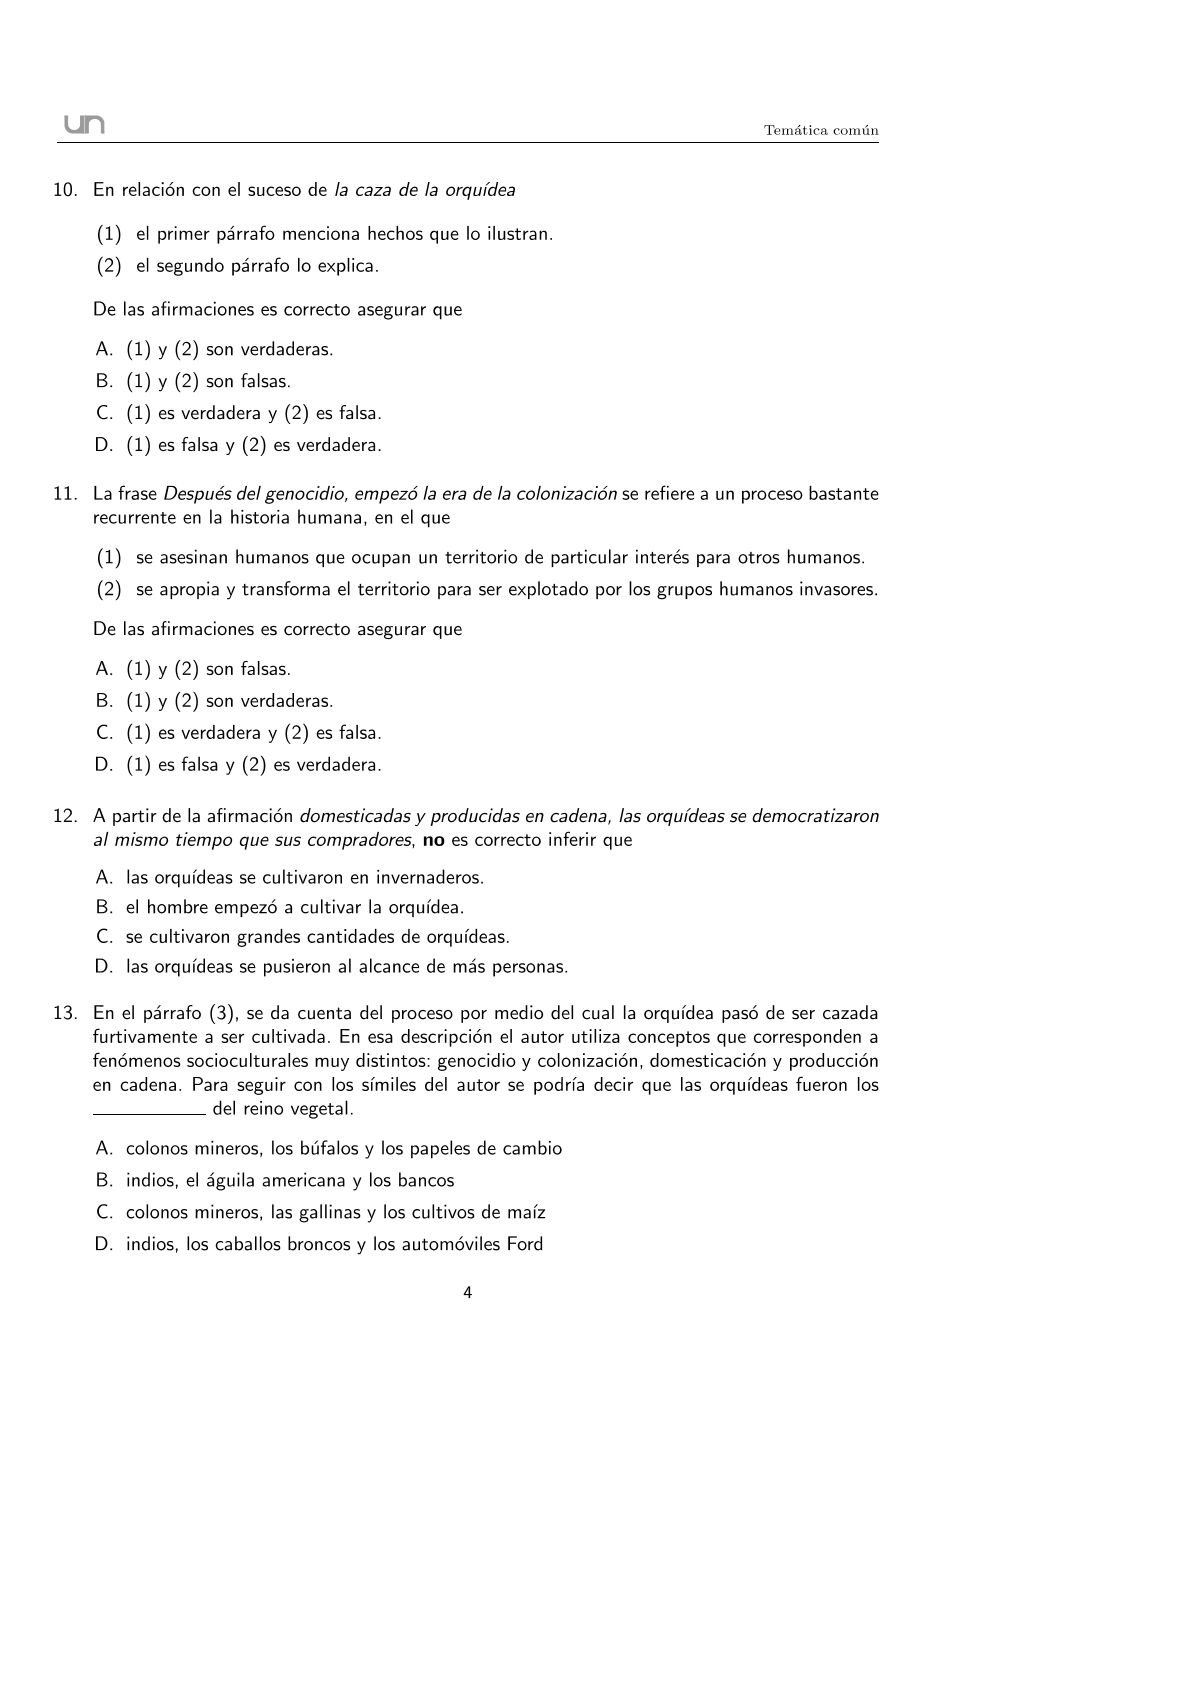 un
Temática común
10. En relación con el suceso de la caza de la orquídea
(1) el primer párrafo menciona hechos que lo ilustran.
(2) el segundo párrafo lo explica.
De las afirmaciones es correcto asegurar que
A. (1) y (2) son verdaderas.
B. (1) y (2) son falsas.
C. (1) es verdadera y (2) es falsa.
D. (1) es falsa y (2) es verdadera.
11. La frase Después del genocidio, empezó la era de la colonización se refiere a un proceso bastante
recurrente en la historia humana, en el que
(1) se asesinan humanos que ocupan un territorio de particular interés para otros humanos.
(2) se apropia y transforma el territorio para ser explotado por los grupos humanos invasores.
De las afirmaciones es correcto asegurar que
A. (1) y (2) son falsas.
B. (1) y (2) son verdaderas.
C. (1) es verdadera y (2) es falsa.
D. (1) es falsa y (2) es verdadera.
12. A partir de la afirmación domesticadas y producidas en cadena, las orquídeas se democratizaron
al mismo tiempo que sus compradores, no es correcto inferir que
A. las orquídeas se cultivaron en invernaderos.
B. el hombre empezó a cultivar la orquídea.
C. se cultivaron grandes cantidades de orquídeas.
D. las orquídeas se pusieron al alcance de más personas.
13. En el párrafo (3), se da cuenta del proceso por medio del cual la orquídea pasó de ser cazada
furtivamente a ser cultivada. En esa descripción el autor utiliza conceptos que corresponden a
fenómenos socioculturales muy distintos: genocidio y colonización, domesticación y producción
en cadena. Para seguir con los símiles del autor se podría decir que las orquídeas fueron los
___________ del reino vegetal.
A. colonos mineros, los búfalos y los papeles de cambio
B. indios, el águila americana y los bancos
C. colonos mineros, las gallinas y los cultivos de maíz
D. indios, los caballos broncos y los automóviles Ford
4